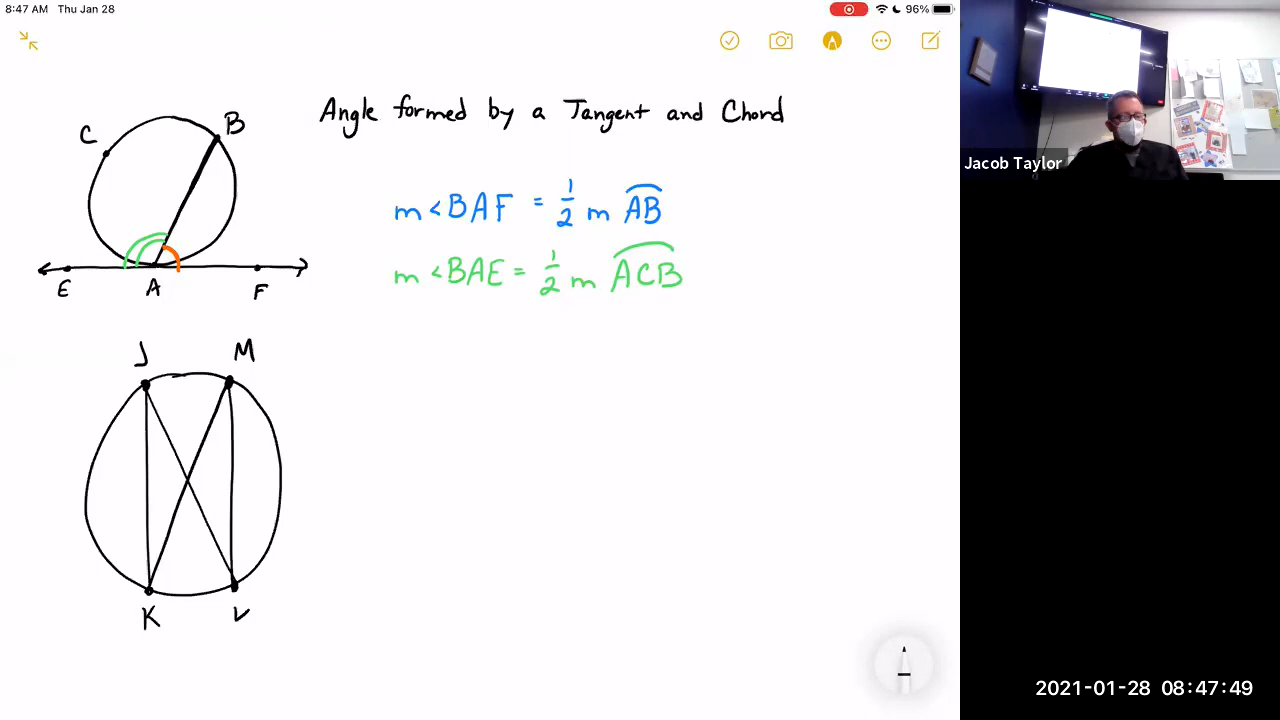 8:47 AM Thu Jan 28
96%
Angle formed by a Tangent and Chord
C
B
m<BAF = 1/2 m AB
m<BAE = 1/2 m ACB
E
A
F
J
M
K
L
Jacob Taylor
2021-01-28 08:47:49